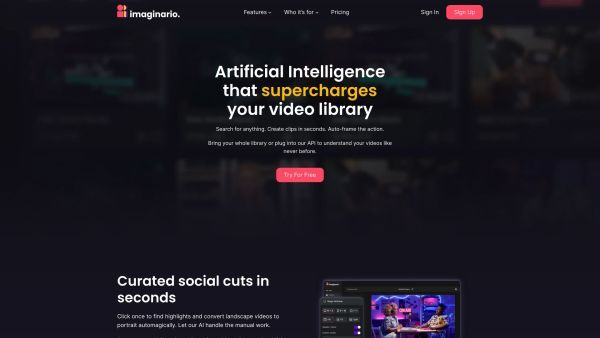 imaginario.
Features Who it's for Pricing
Sign In Sign Up
Artificial Intelligence
that supercharges
your video library
Search for anything. Create clips in seconds. Auto-frame the action.
Bring your whole library or plug into our API to understand your videos like
never before.
Try For Free
Curated social cuts in
seconds
Click once to find highlights and convert landscape videos to
portrait automatically. Let our AI handle the manual work.